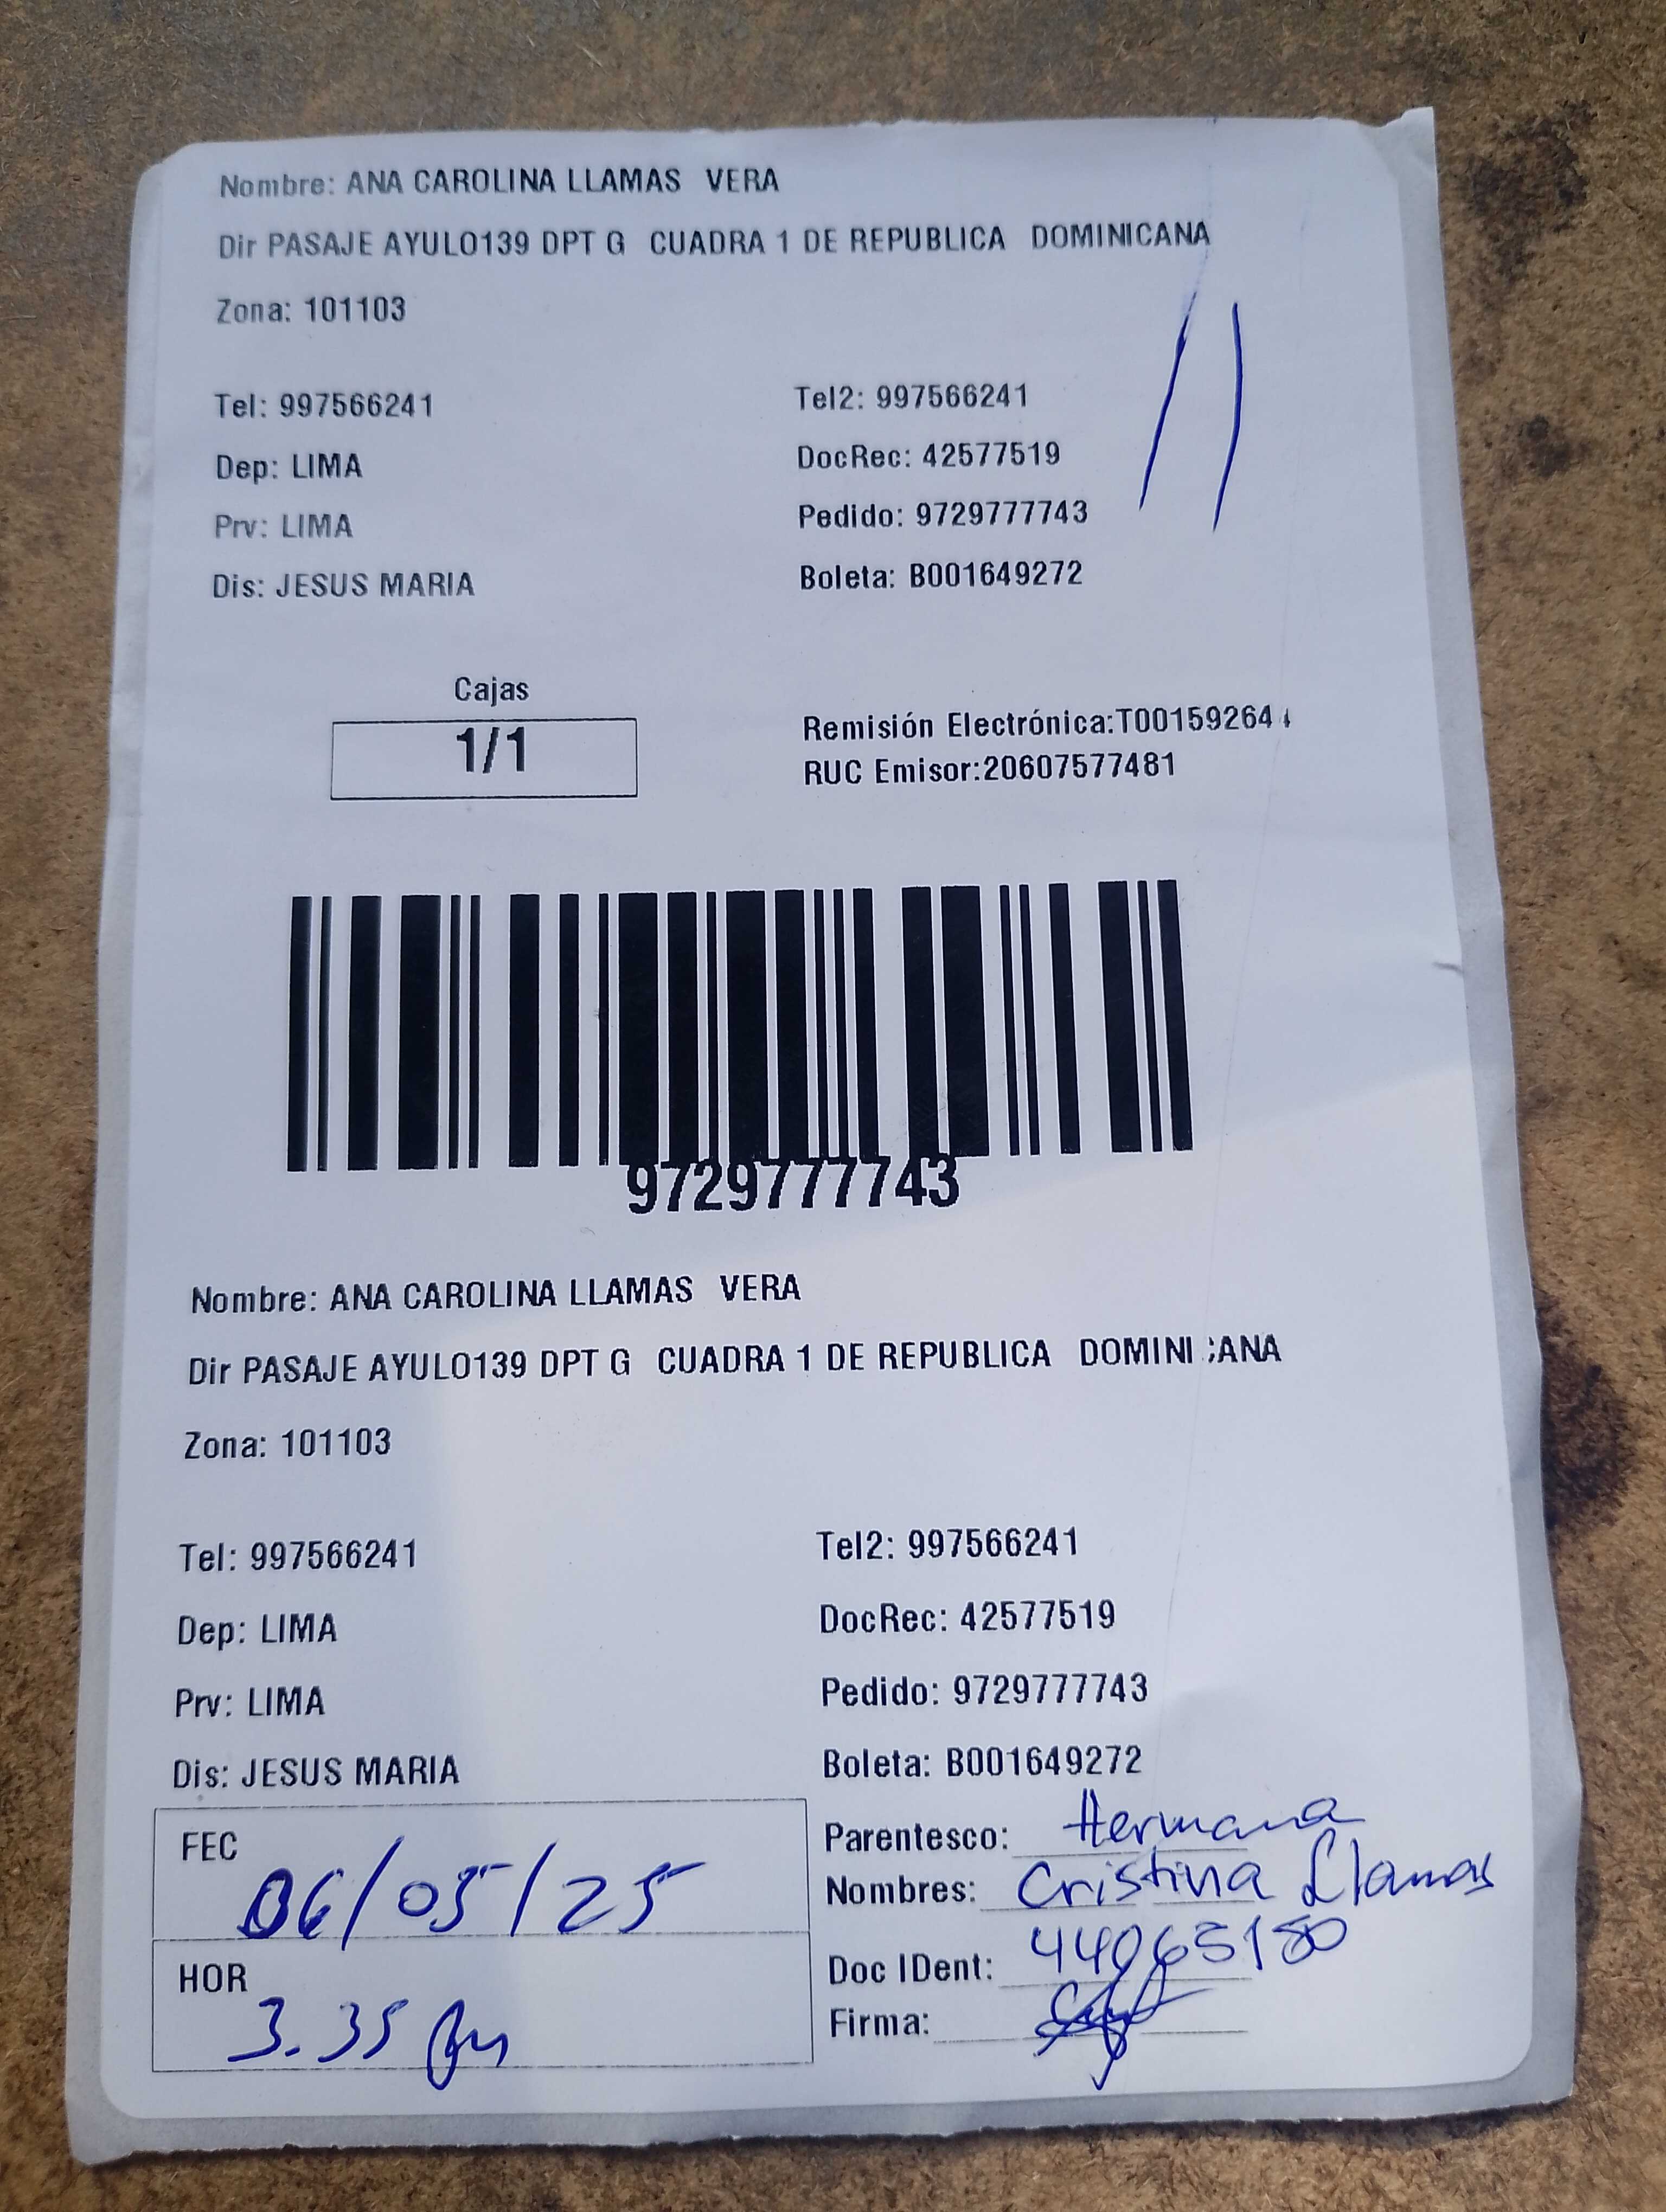 Nombre: ANA CAROLINA LLAMAS VERA
Dir PASAJE AYULO139 DPT G CUADRA 1 DE REPUBLICA DOMINICANA
Zona: 101103
Tel: 997566241 Tel2: 997566241
Dep: LIMA DocRec: 42577519
Prv: LIMA Pedido: 9729777743
Dis: JESUS MARIA Boleta: B001649272
Cajas
1/1
Remisión Electrónica:T001592644
RUC Emisor:20607577481
9729777743
Nombre: ANA CAROLINA LLAMAS VERA
Dir PASAJE AYULO139 DPT G CUADRA 1 DE REPUBLICA DOMINICANA
Zona: 101103
Tel: 997566241 Tel2: 997566241
Dep: LIMA DocRec: 42577519
Prv: LIMA Pedido: 9729777743
Dis: JESUS MARIA Boleta: B001649272
FEC 06/05/25
HOR 3.35 pm
Parentesco: Hermana
Nombres: Cristina Llamas
Doc IDent: 44065180
Firma: